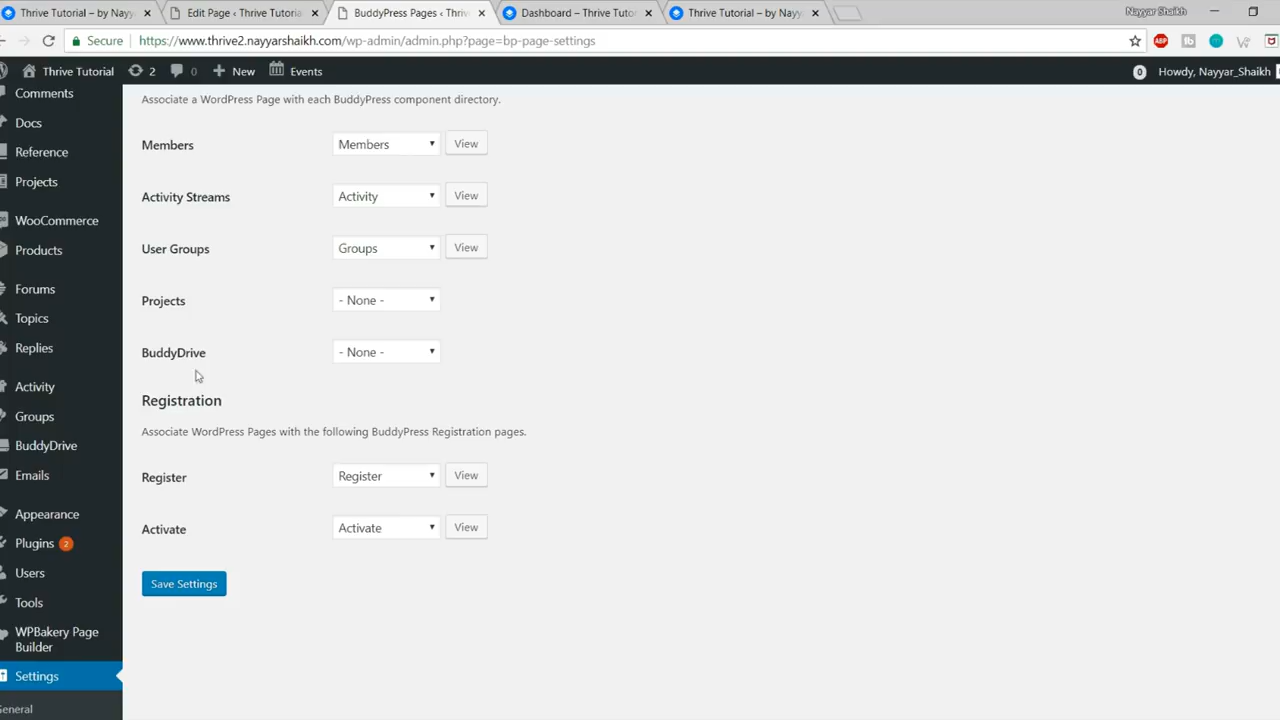 Thrive Tutorial – by Nayy
Edit Page ‹ Thrive Tutorial
BuddyPress Pages ‹ Thriv
Dashboard – Thrive Tuto
Thrive Tutorial – by Nayy
Nayyar Shaikh
Secure
https://www.thrive2.nayyarshaikh.com/wp-admin/admin.php?page=bp-page-settings
ABP
Thrive Tutorial
2
0
New
Events
0
Howdy, Nayyar_Shaikh
Comments
Docs
Reference
Projects
WooCommerce
Products
Forums
Topics
Replies
Activity
Groups
BuddyDrive
Emails
Appearance
Plugins 2
Users
Tools
WPBakery Page
Builder
Settings
General
Associate a WordPress Page with each BuddyPress component directory.
Members Members View
Activity Streams Activity View
User Groups Groups View
Projects - None -
BuddyDrive - None -
Registration
Associate WordPress Pages with the following BuddyPress Registration pages.
Register Register View
Activate Activate View
Save Settings